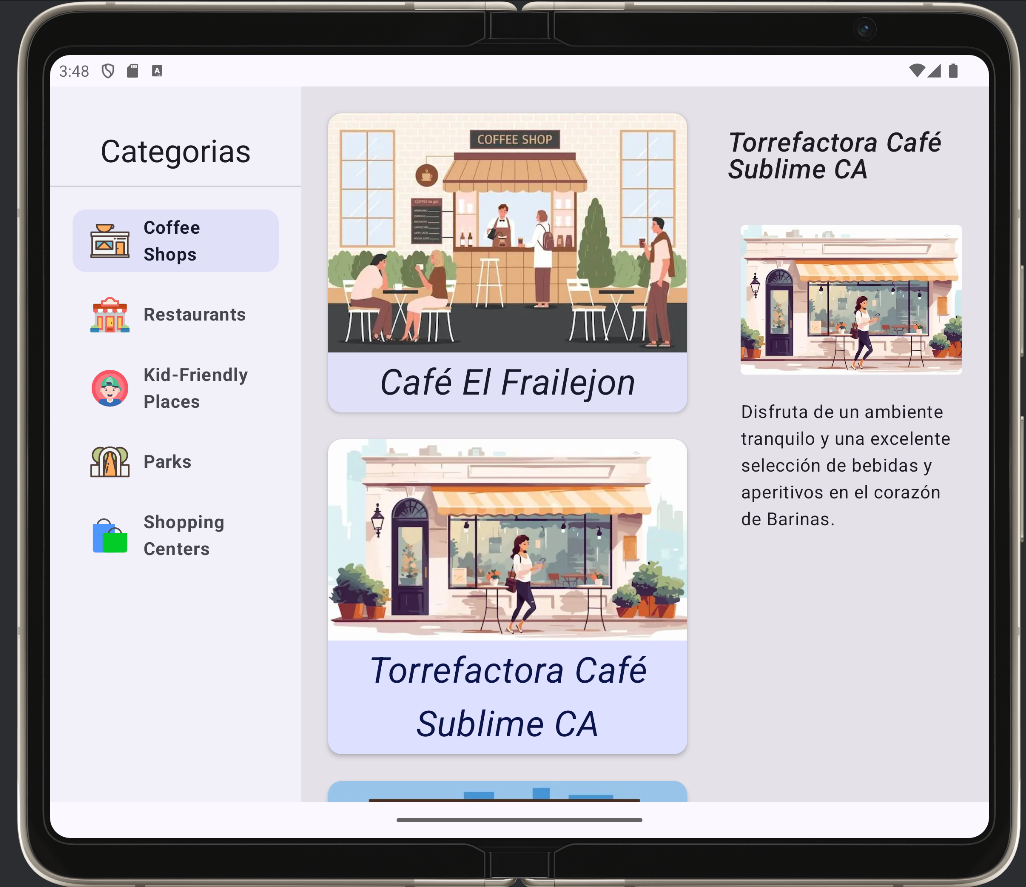 3:48
A
Categorias
Coffee
Shops
Restaurants
Kid-Friendly
Places
Parks
Shopping
Centers
COFFEE SHOP
Café El Frailejon
Torrefactora Café
Sublime CA
Torrefactora Café
Sublime CA
Disfruta de un ambiente
tranquilo y una excelente
selección de bebidas y
aperitivos en el corazón
de Barinas.